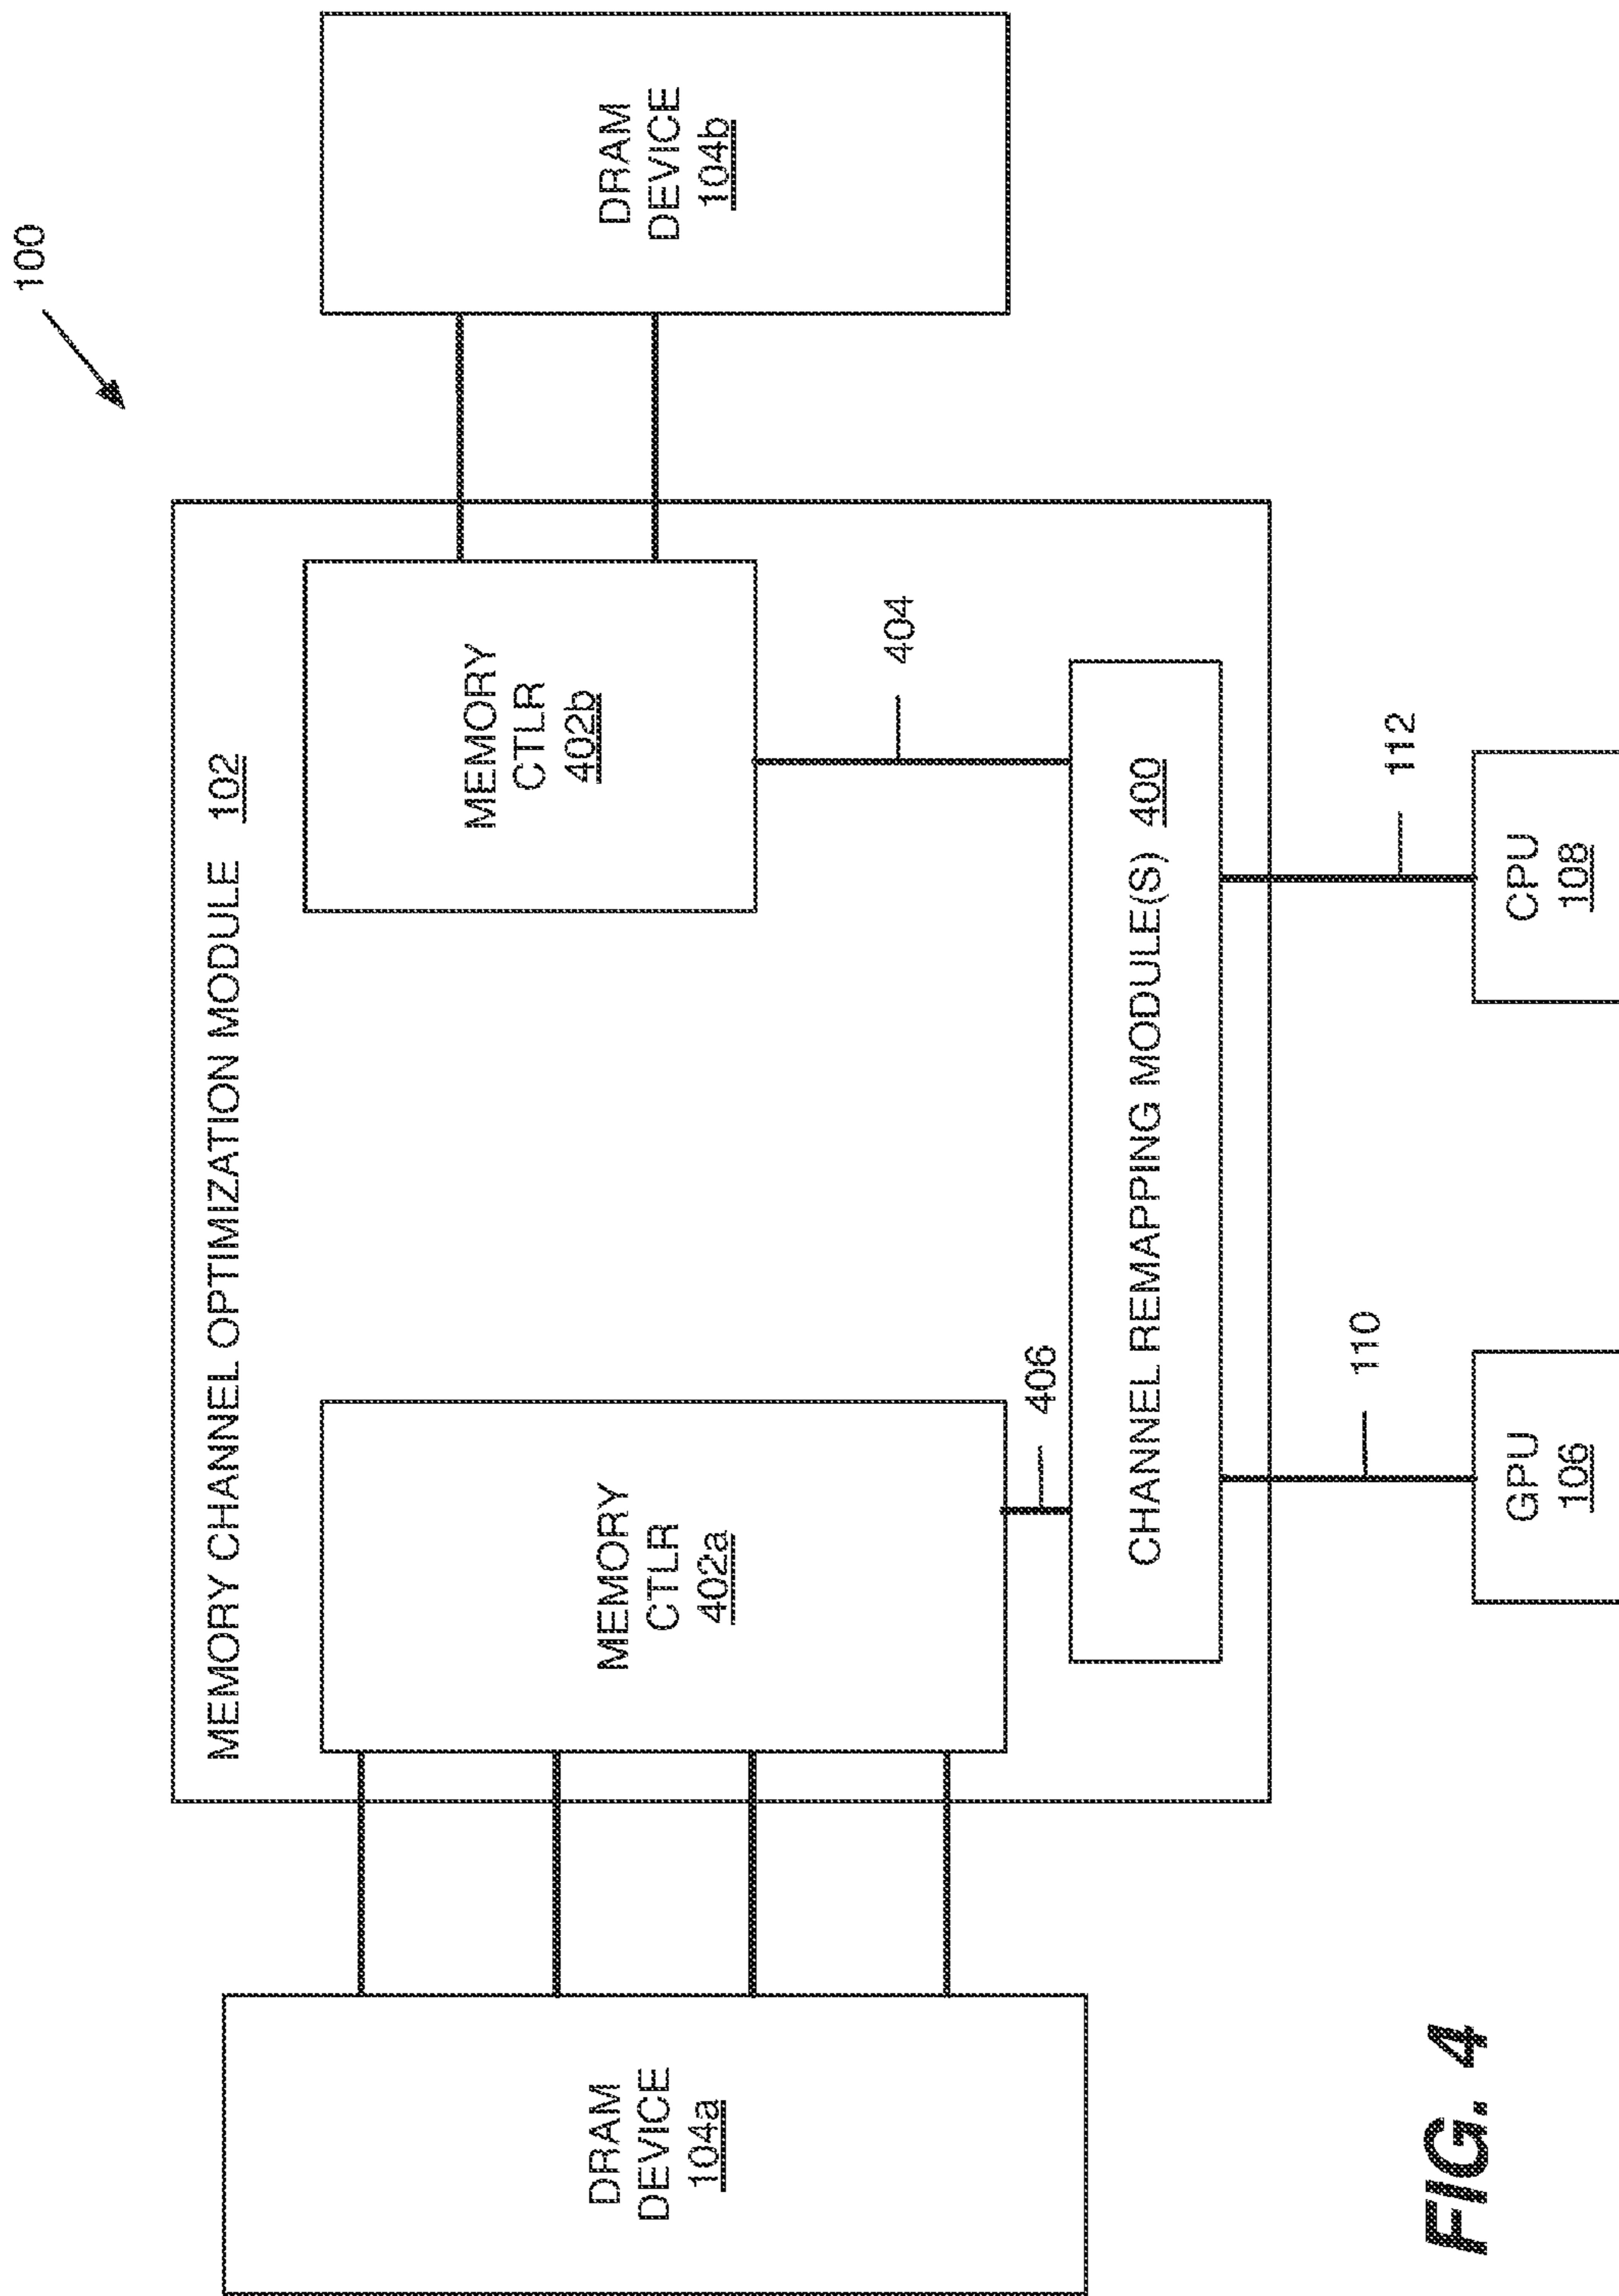 100
MEMORY CHANNEL OPTIMIZATION MODULE 102
DRAM
DEVICE
104a
MEMORY
CTLR
402a
MEMORY
CTLR
402b
DRAM
DEVICE
104b
406
404
CHANNEL REMAPPING MODULE(S) 400
110
112
GPU
106
CPU
108
FIG. 4